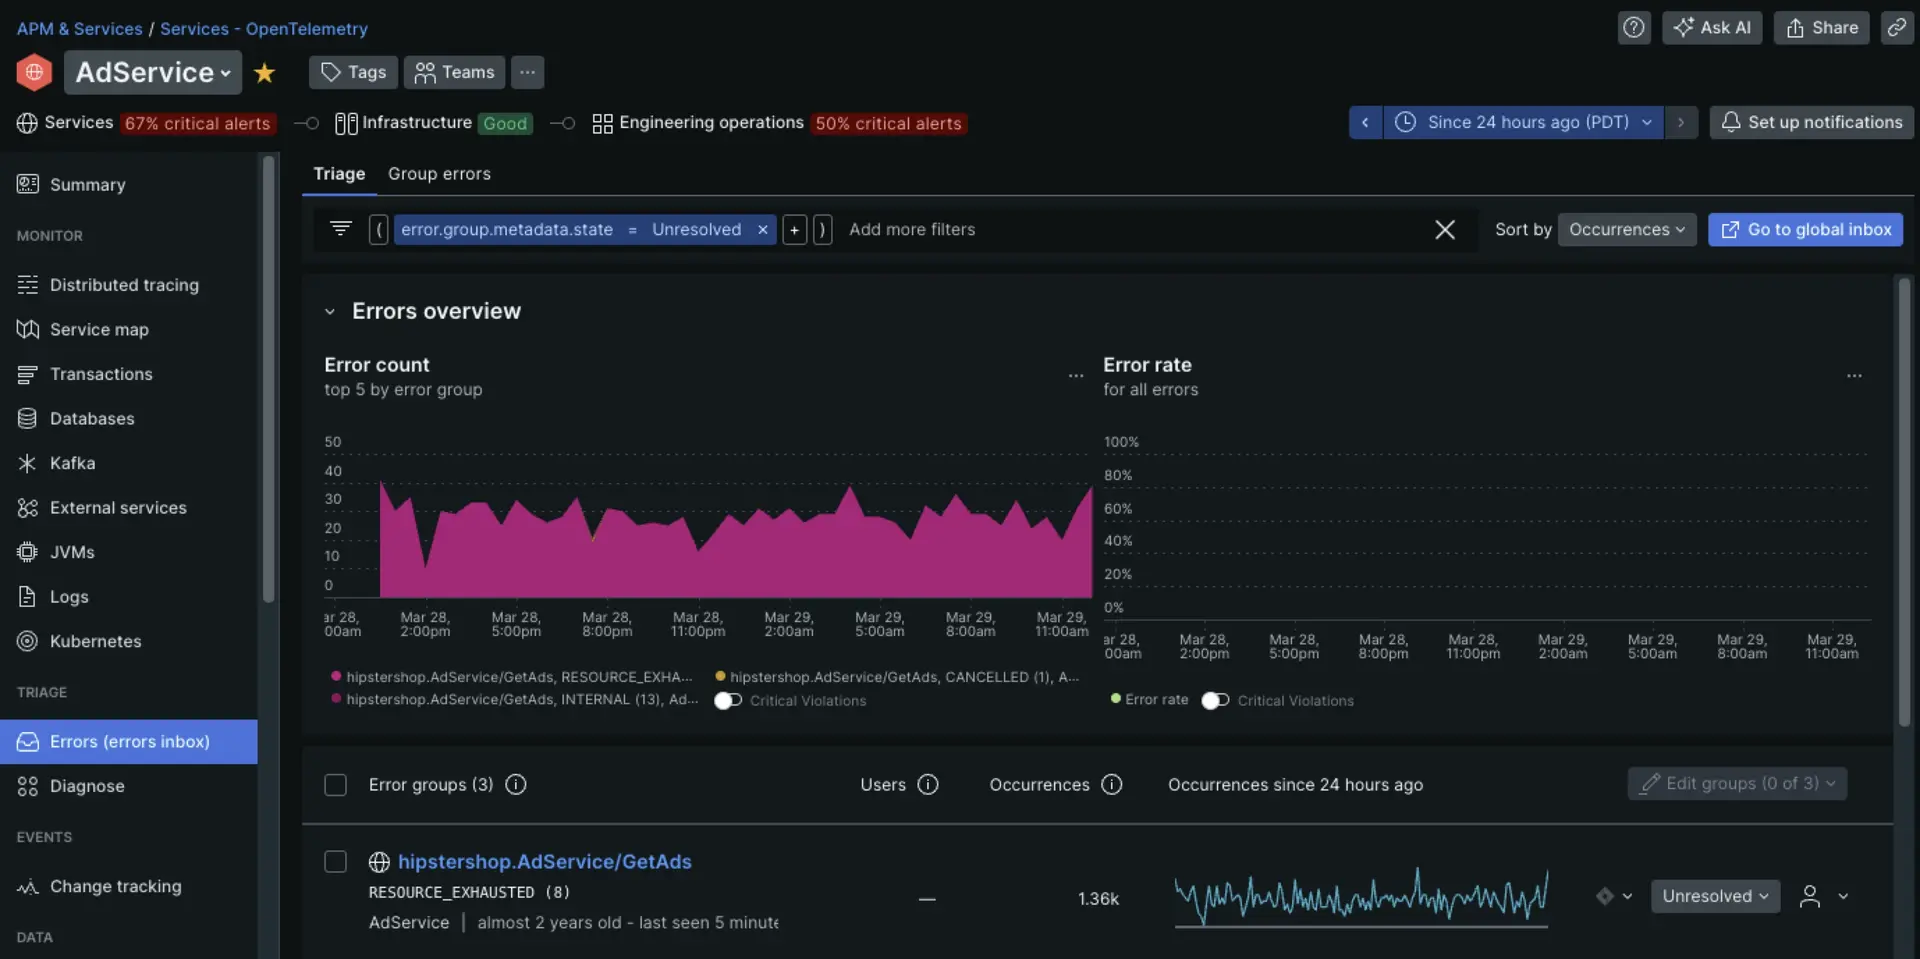 APM & Services / Services - OpenTelemetry
Ask AI
Share
AdService
Tags
Teams
...
Services 67% critical alerts
Infrastructure Good
Engineering operations 50% critical alerts
Since 24 hours ago (PDT)
Set up notifications
Summary
MONITOR
Distributed tracing
Service map
Transactions
Databases
Kafka
External services
JVMs
Logs
Kubernetes
TRIAGE
Errors (errors inbox)
Diagnose
EVENTS
Change tracking
DATA
Triage
Group errors
( error.group.metadata.state = Unresolved × + ) Add more filters
Sort by Occurrences
Go to global inbox
Errors overview
Error count
top 5 by error group
...
50
40
30
20
10
0
ar 28,
00am
Mar 28,
2:00pm
Mar 28,
5:00pm
Mar 28,
8:00pm
Mar 28,
11:00pm
Mar 29,
2:00am
Mar 29,
5:00am
Mar 29,
8:00am
Mar 29,
11:00am
hipstershop.AdService/GetAds, RESOURCE_EXHA...
hipstershop.AdService/GetAds, CANCELLED (1), A...
hipstershop.AdService/GetAds, INTERNAL (13), Ad...
Critical Violations
Error rate
for all errors
...
100%
80%
60%
40%
20%
0%
ar 28,
00am
Mar 28,
2:00pm
Mar 28,
5:00pm
Mar 28,
8:00pm
Mar 28,
11:00pm
Mar 29,
2:00am
Mar 29,
5:00am
Mar 29,
8:00am
Mar 29,
11:00am
Error rate
Critical Violations
Error groups (3)
Users
Occurrences
Occurrences since 24 hours ago
Edit groups (0 of 3)
hipstershop.AdService/GetAds
RESOURCE_EXHAUSTED (8)
AdService | almost 2 years old - last seen 5 minute
—
1.36k
Unresolved